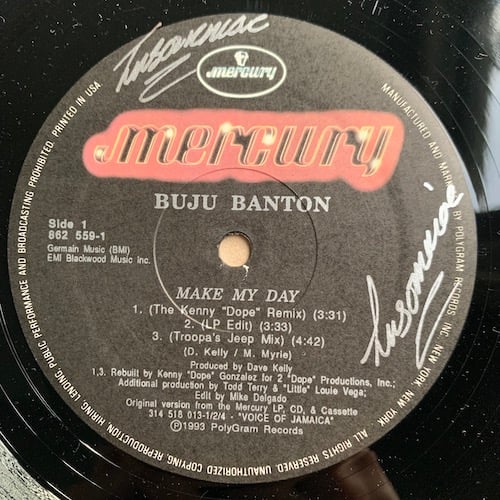 Insomniac
mercury
mercury
BUJU BANTON
Side 1
862 559-1
Germain Music (BMI)
EMI Blackwood Music inc.
Insomniac
MAKE MY DAY
1. (The Kenny "Dope" Remix) (3:31)
2. (LP Edit) (3:33)
3. (Troopa's Jeep Mix) (4:42)
(D. Kelly / M. Myrie)
Produced by Dave Kelly
1,3. Rebuilt by Kenny "Dope" Gonzalez for 2 "Dope" Productions, Inc.;
Additional production by Todd Terry & "Little" Louie Vega;
Edit by Mike Delgado
Original version from the Mercury LP, CD, & Cassette
314 518 013-1/2/4 - "VOICE OF JAMAICA"
Ⓟ©1993 PolyGram Records
MANUFACTURED AND BY POLYGRAM RECORDS INC. NEW YORK, NEW YORK. ALL RIGHTS RESERVED. UNAUTHORIZED DUPLICATION, COPYING, REPRODUCTION, HIRING, LENDING, PUBLIC PERFORMANCE AND BROADCASTING PROHIBITED. PRINTED IN USA